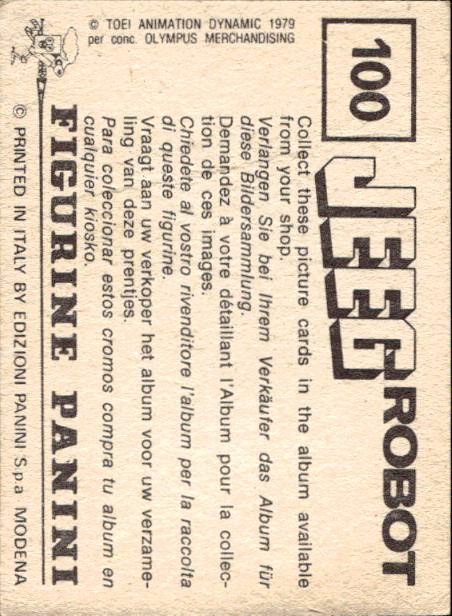 100
JEEG ROBOT
© TOEI ANIMATION DYNAMIC 1979
per conc. OLYMPUS MERCHANDISING
Collect these picture cards in the album available
from your shop.
Verlangen Sie bei Ihrem Verkäufer das Album für
diese Bildersammlung.
Demandez à votre détaillant l'Album pour la collec-
tion de ces images.
Chiedete al vostro rivenditore l'album per la raccolta
di queste figurine.
Vraagt aan uw verkoper het album voor uw verzame-
ling van deze prentjes.
Para coleccionar estos cromos compra tu album en
cualquier kiosko.
FIGURINE PANINI
© PRINTED IN ITALY BY EDIZIONI PANINI S.p.a MODENA